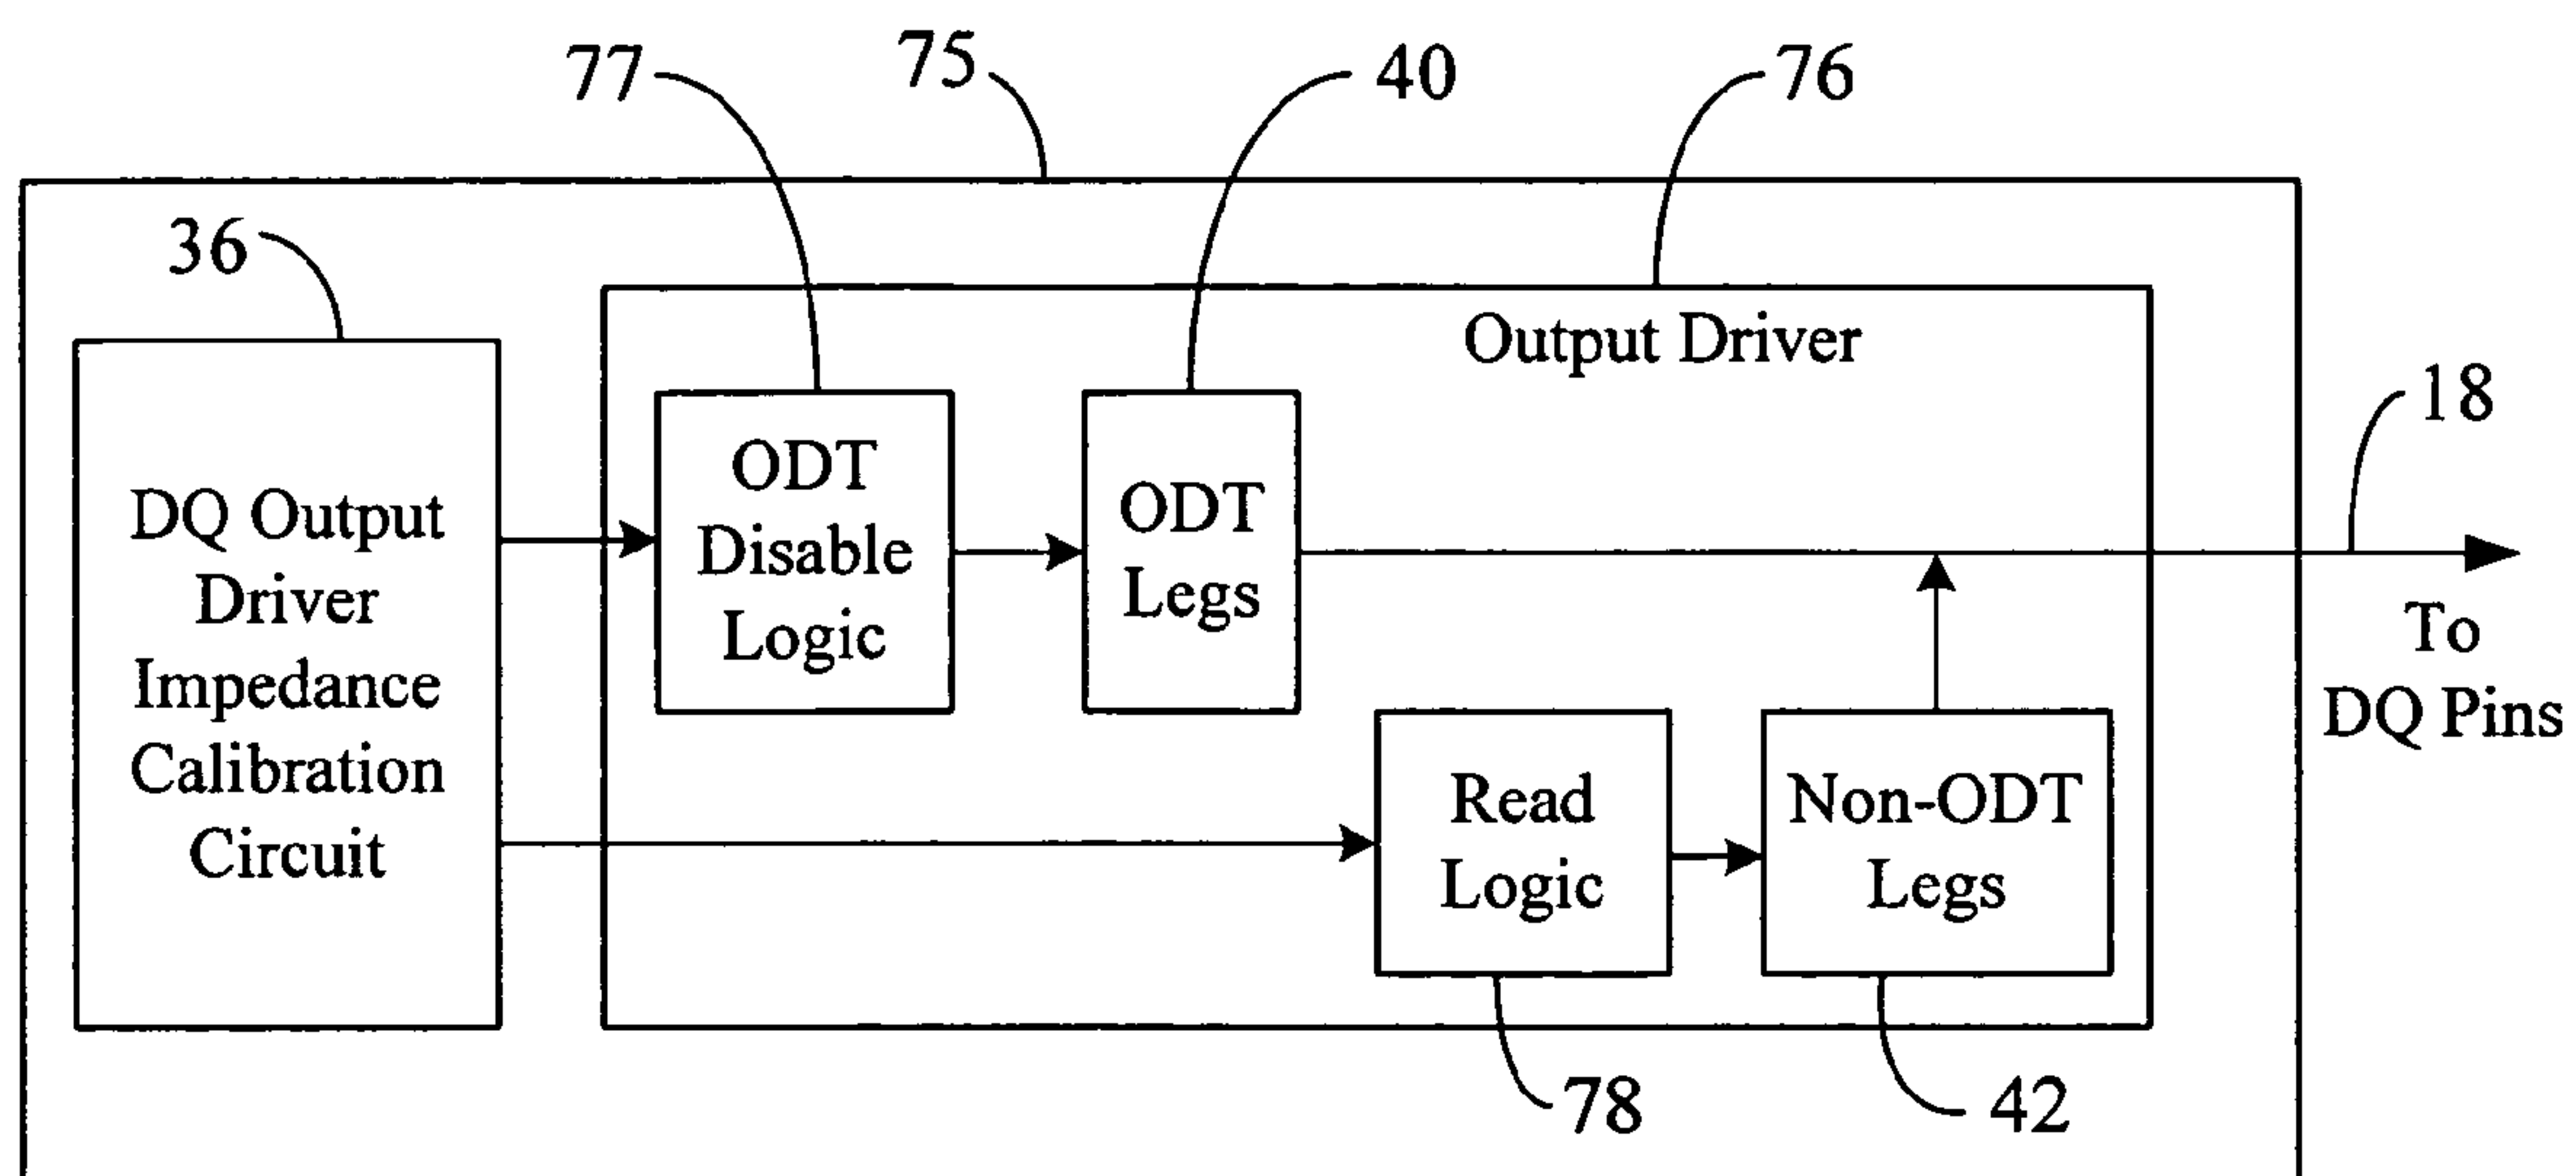 77
75
40
76
36
Output Driver
18
DQ Output
Driver
Impedance
Calibration
Circuit
ODT
Disable
Logic
ODT
Legs
To
DQ Pins
Read
Logic
Non-ODT
Legs
78
42